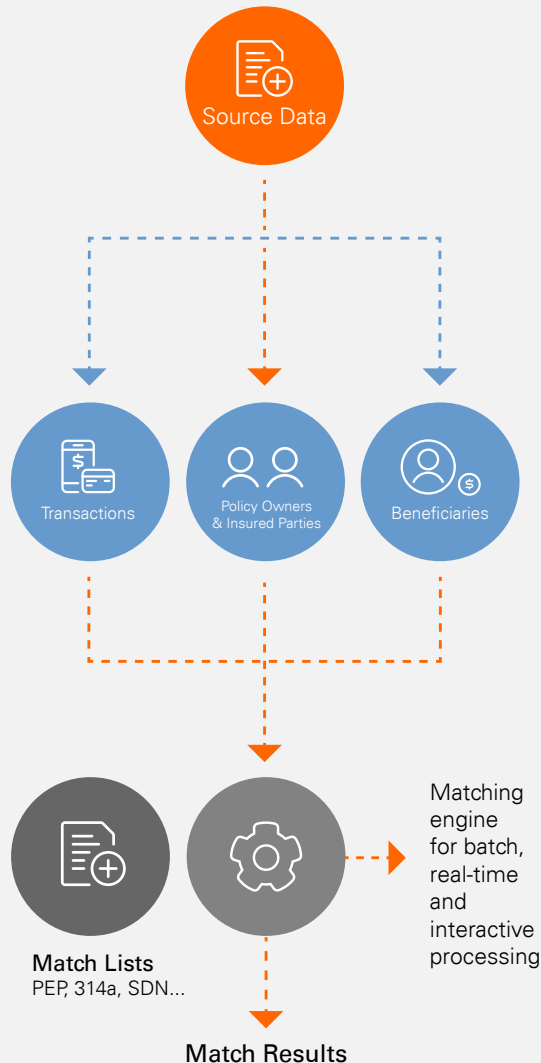 Source Data
Transactions
Policy Owners
& Insured Parties
Beneficiaries
Matching
engine
for batch,
real-time
and
interactive
processing
Match Lists
PEP, 314a, SDN...
Match Results